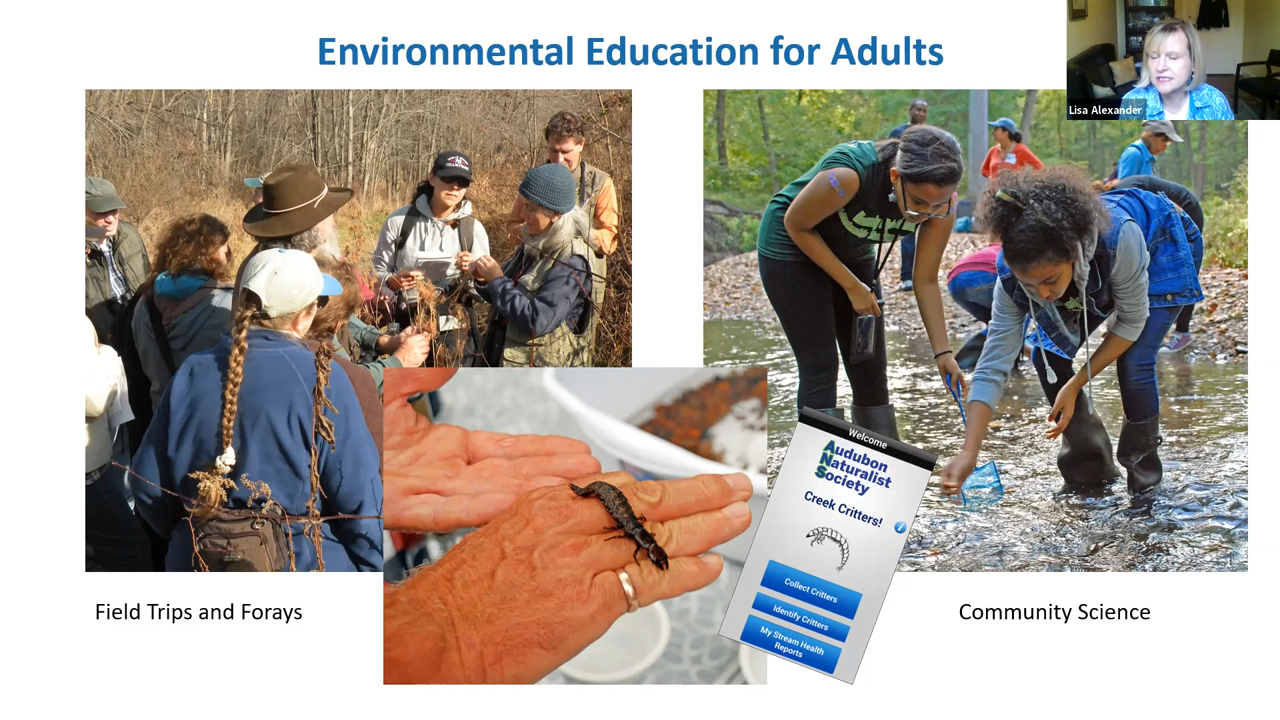 Environmental Education for Adults
Lisa Alexander
Welcome
Audubon
Naturalist
Society
Creek Critters!
i
Collect Critters
Identify Critters
My Stream Health
Reports
Field Trips and Forays
Community Science